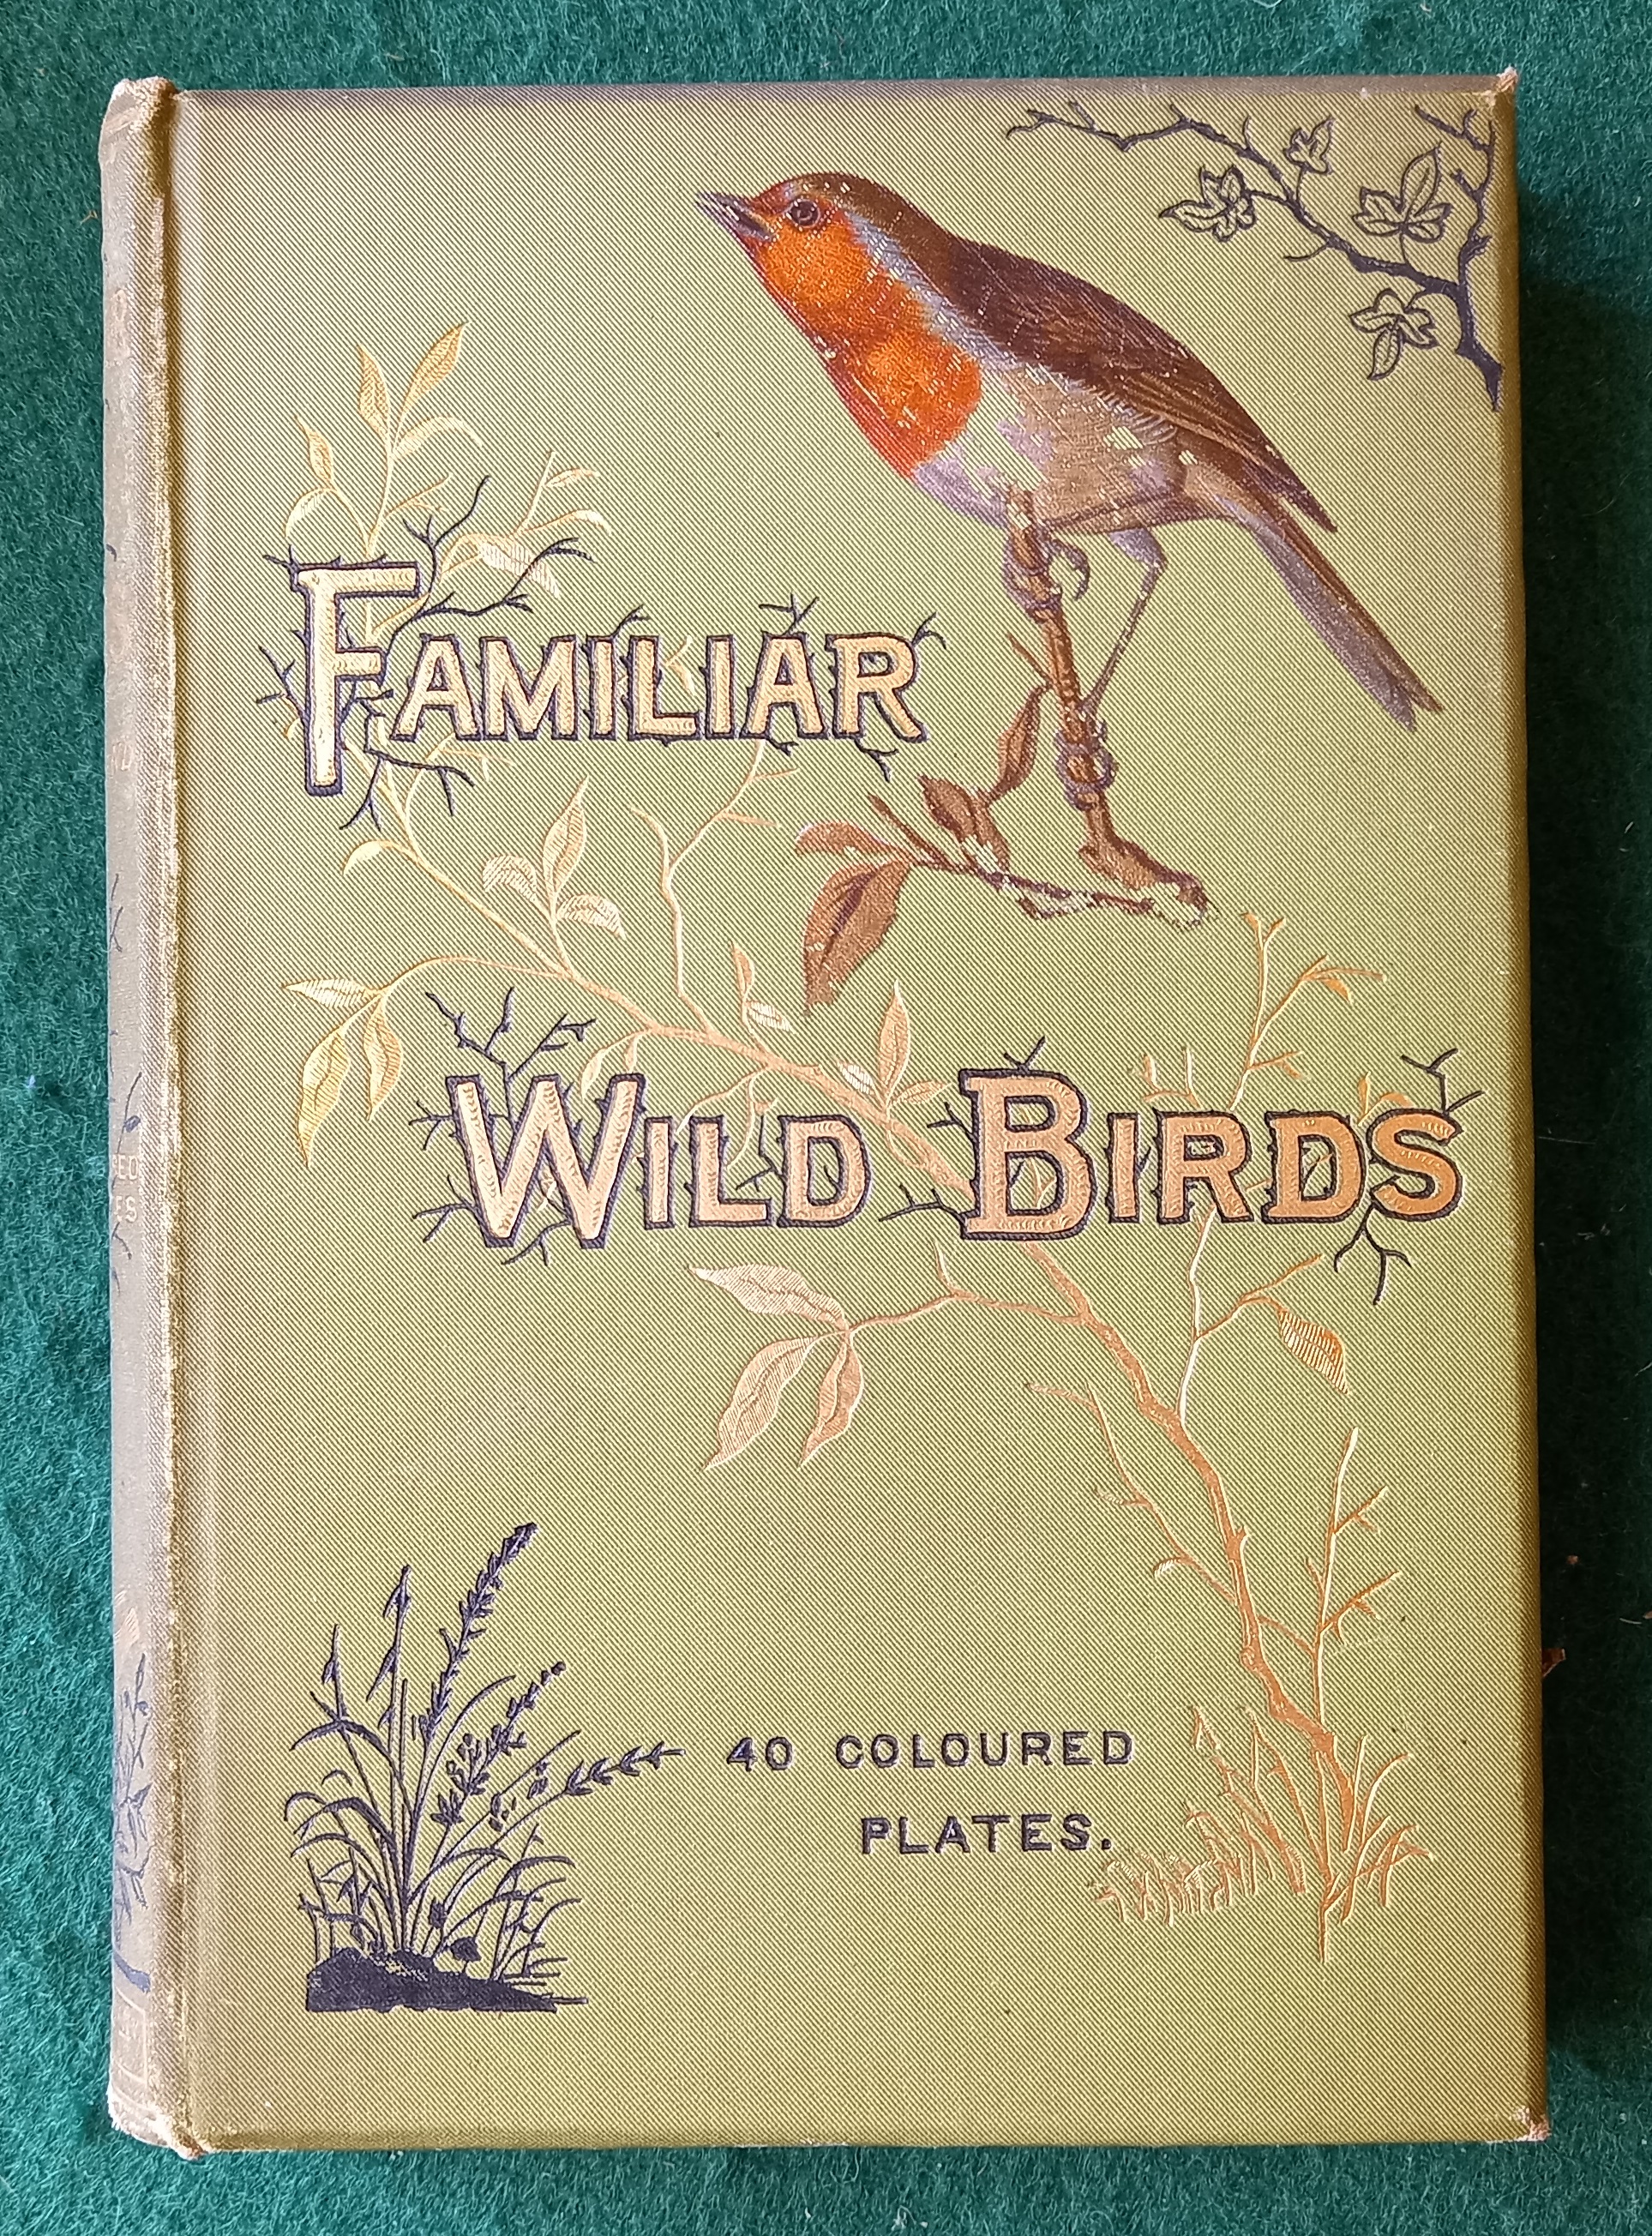 FAMILIAR
WILD BIRDS
40 COLOURED
PLATES.